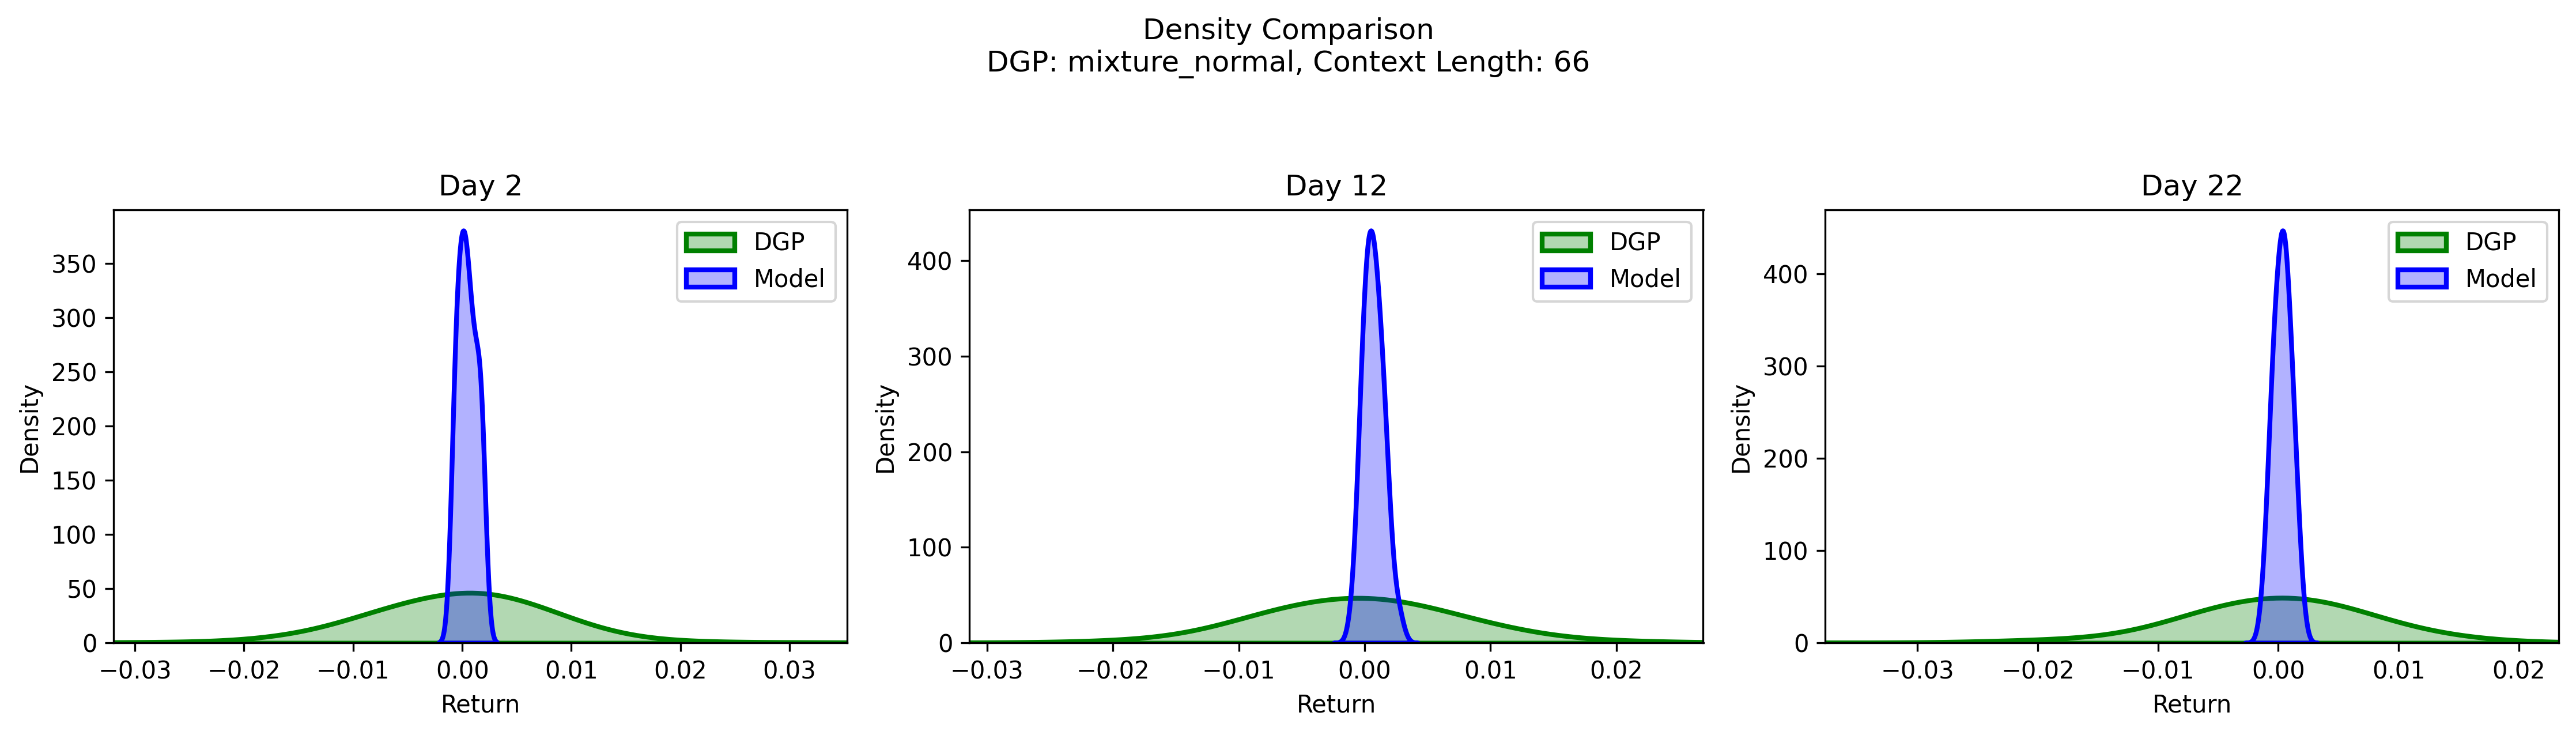 Density Comparison
DGP: mixture_normal, Context Length: 66
Day 2
Density
350
300
250
200
150
100
50
0
−0.03 −0.02 −0.01 0.00 0.01 0.02 0.03
Return
DGP
Model
Day 12
Density
400
300
200
100
0
−0.03 −0.02 −0.01 0.00 0.01 0.02
Return
DGP
Model
Day 22
Density
400
300
200
100
0
−0.03 −0.02 −0.01 0.00 0.01 0.02
Return
DGP
Model